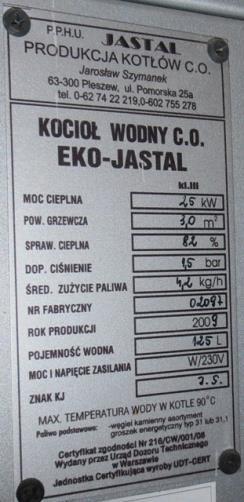 P.P.H.U. JASTAL
PRODUKCJA KOTŁÓW C.O.
Jarosław Szymanek
63-300 Pleszew, ul. Pomorska 25a
tel. 0-62 74 22 219, 0-602 755 278
KOCIOŁ WODNY C.O.
EKO-JASTAL
kl.III
MOC CIEPLNA 25 kW
POW. GRZEWCZA 3,0 m²
SPRAW. CIEPLNA 82 %
DOP. CIŚNIENIE 1,5 bar
ŚRED. ZUŻYCIE PALIWA 4,2 kg/h
NR FABRYCZNY 02097
ROK PRODUKCJI 2009
POJEMNOŚĆ WODNA 125 L
MOC I NAPIĘCIE ZASILANIA W/230V
ZNAK KJ J.S.
MAX. TEMPERATURA WODY W KOTLE 90°C
Paliwo podstawowe: -węgiel kamienny asortyment
groszek energetyczny typ 31 lub 31,1
Certyfikat zgodności Nr 216/CW/001/08
Wydany przez Urząd Dozoru Technicznego
w Warszawie
Jednostka Certyfikująca wyroby UDT-CERT